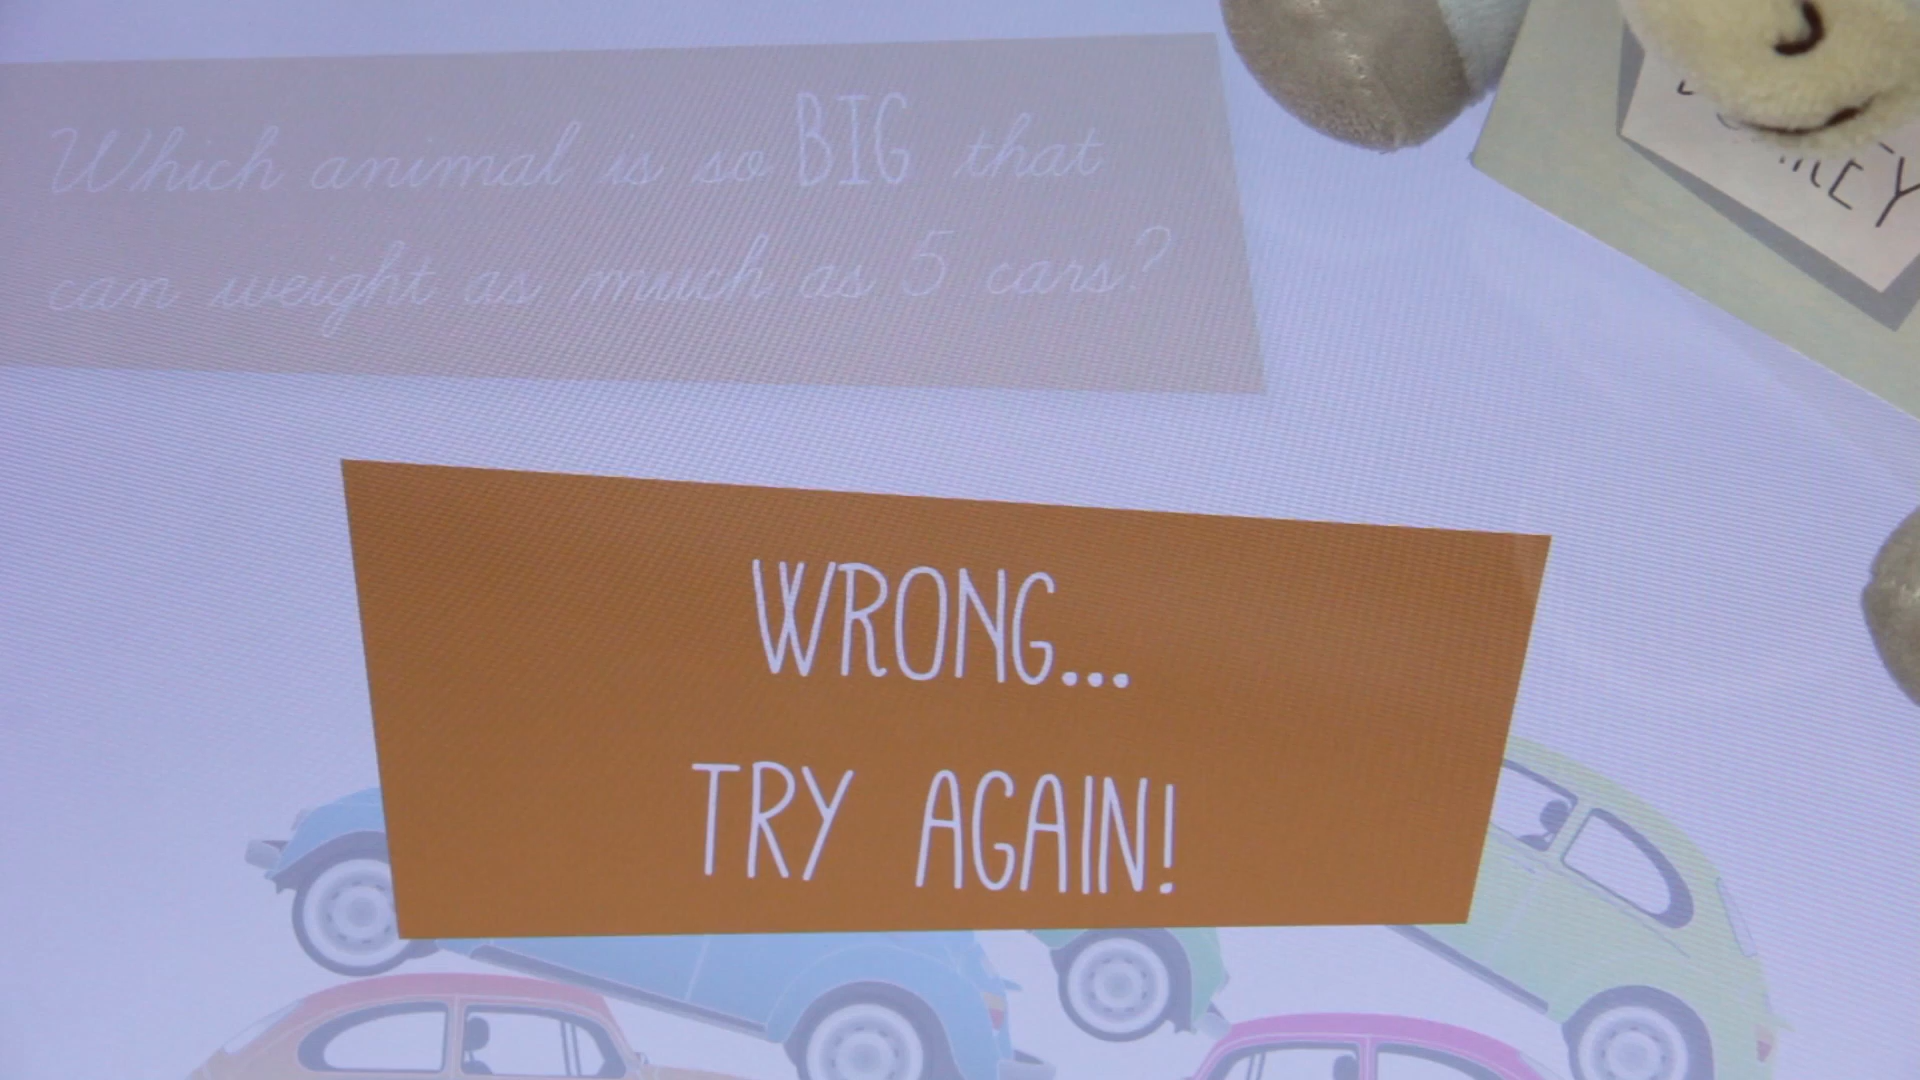 Which animal is so BIG that
can weight as much as 5 cars?
WRONG...
TRY AGAIN!